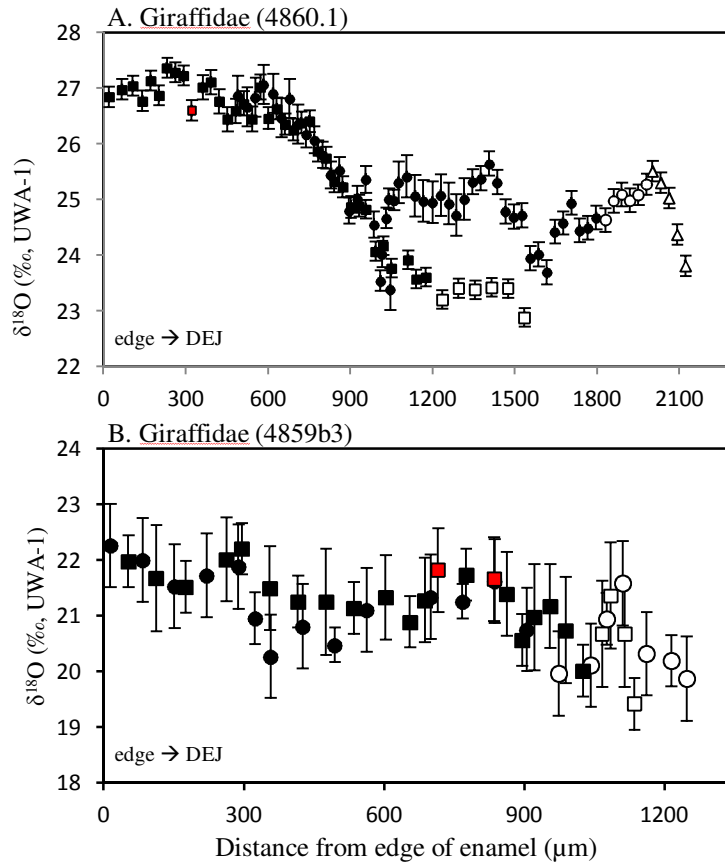 A. Giraffidae (4860.1)
28
27
26
25
24
23
22
δ¹⁸O (‰, UWA-1)
edge → DEJ
0 300 600 900 1200 1500 1800 2100
B. Giraffidae (4859b3)
24
23
22
21
20
19
18
δ¹⁸O (‰, UWA-1)
edge → DEJ
0 300 600 900 1200
Distance from edge of enamel (μm)